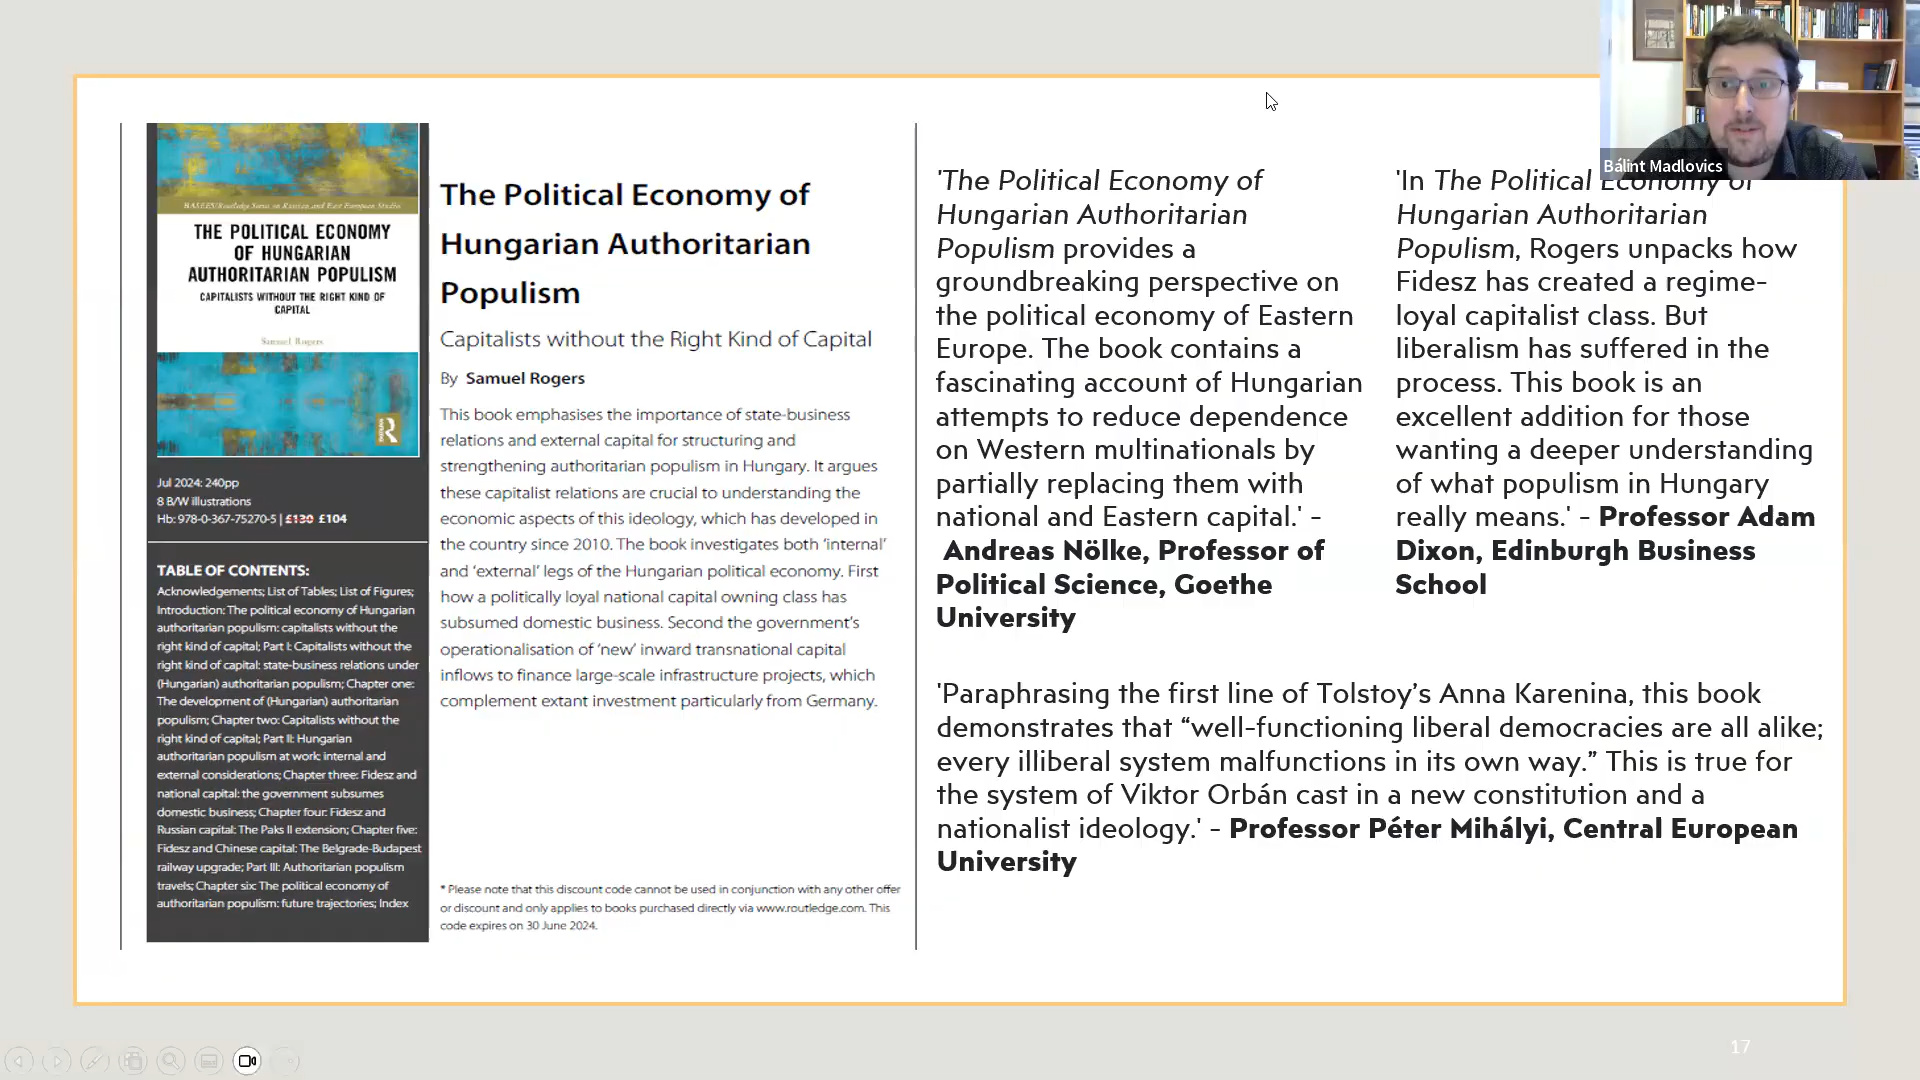 BASEES/Routledge Series on Russian and East European Studies
THE POLITICAL ECONOMY
OF HUNGARIAN
AUTHORITARIAN POPULISM
CAPITALISTS WITHOUT THE RIGHT KIND OF
CAPITAL
Samuel Rogers
Jul 2024: 240pp
8 B/W illustrations
Hb: 978-0-367-75270-5 | £130 £104
TABLE OF CONTENTS:
Acknowledgements; List of Tables; List of Figures;
Introduction: The political economy of Hungarian
authoritarian populism: capitalists without the
right kind of capital; Part I: Capitalists without the
right kind of capital: state-business relations under
(Hungarian) authoritarian populism; Chapter one:
The development of (Hungarian) authoritarian
populism; Chapter two: Capitalists without the
right kind of capital; Part II: Hungarian
authoritarian populism at work: internal and
external considerations; Chapter three: Fidesz and
national capital: the government subsumes
domestic business; Chapter four: Fidesz and
Russian capital: The Paks II extension; Chapter five:
Fidesz and Chinese capital: The Belgrade-Budapest
railway upgrade; Part III: Authoritarian populism
travels; Chapter six: The political economy of
authoritarian populism: future trajectories; Index
The Political Economy of
Hungarian Authoritarian
Populism
Capitalists without the Right Kind of Capital
By Samuel Rogers
This book emphasises the importance of state-business
relations and external capital for structuring and
strengthening authoritarian populism in Hungary. It argues
these capitalist relations are crucial to understanding the
economic aspects of this ideology, which has developed in
the country since 2010. The book investigates both ‘internal’
and ‘external’ legs of the Hungarian political economy. First
how a politically loyal national capital owning class has
subsumed domestic business. Second the government’s
operationalisation of ‘new’ inward transnational capital
inflows to finance large-scale infrastructure projects, which
complement extant investment particularly from Germany.
* Please note that this discount code cannot be used in conjunction with any other offer
or discount and only applies to books purchased directly via www.routledge.com. This
code expires on 30 June 2024.
'The Political Economy of
Hungarian Authoritarian
Populism provides a
groundbreaking perspective on
the political economy of Eastern
Europe. The book contains a
fascinating account of Hungarian
attempts to reduce dependence
on Western multinationals by
partially replacing them with
national and Eastern capital.' -
Andreas Nölke, Professor of
Political Science, Goethe
University
'In The Political Economy of
Hungarian Authoritarian
Populism, Rogers unpacks how
Fidesz has created a regime-
loyal capitalist class. But
liberalism has suffered in the
process. This book is an
excellent addition for those
wanting a deeper understanding
of what populism in Hungary
really means.' - Professor Adam
Dixon, Edinburgh Business
School
'Paraphrasing the first line of Tolstoy’s Anna Karenina, this book
demonstrates that “well-functioning liberal democracies are all alike;
every illiberal system malfunctions in its own way.” This is true for
the system of Viktor Orbán cast in a new constitution and a
nationalist ideology.' - Professor Péter Mihályi, Central European
University
Bálint Madlovics
17